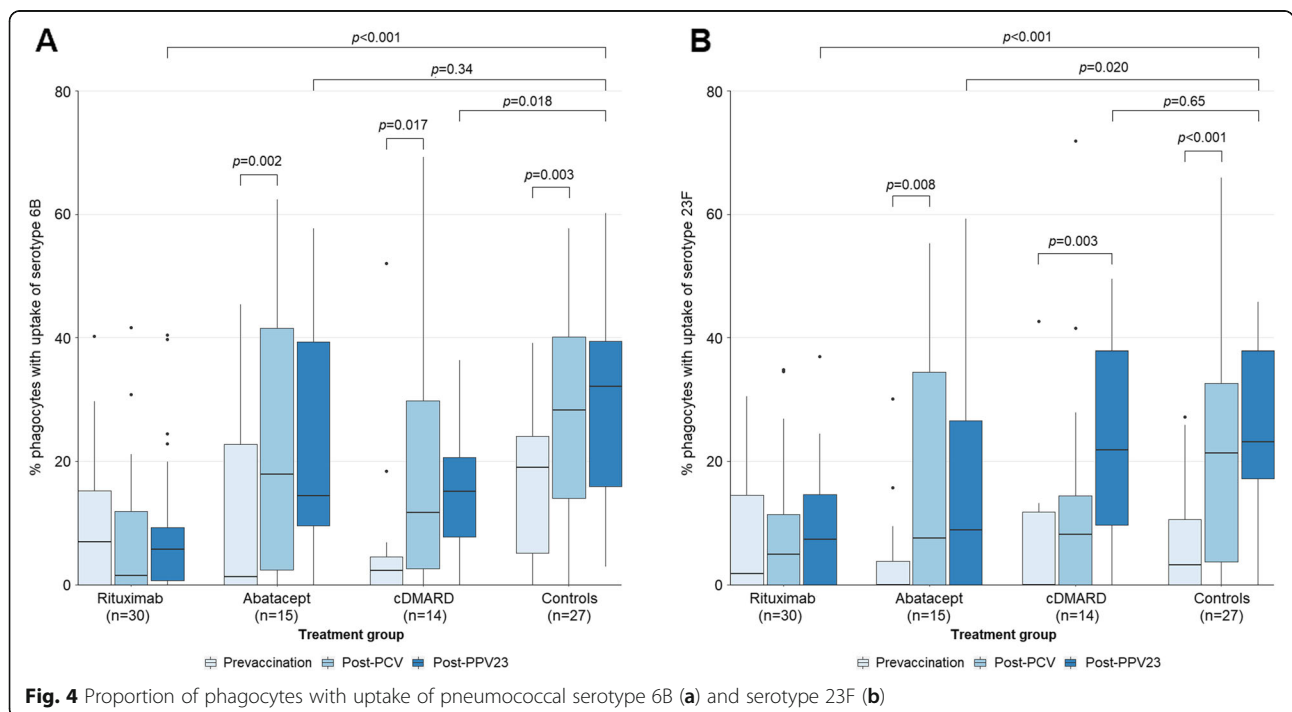 A
p<0.001
p=0.34
p=0.018
p=0.017
p=0.002
p=0.003
% phagocytes with uptake of serotype 6B
80
60
40
20
0
Rituximab
(n=30)
Abatacept
(n=15)
cDMARD
(n=14)
Controls
(n=27)
Treatment group
Prevaccination Post-PCV Post-PPV23
B
p<0.001
p=0.020
p=0.65
p<0.001
p=0.008
p=0.003
% phagocytes with uptake of serotype 23F
80
60
40
20
0
Rituximab
(n=30)
Abatacept
(n=15)
cDMARD
(n=14)
Controls
(n=27)
Treatment group
Prevaccination Post-PCV Post-PPV23
Fig. 4 Proportion of phagocytes with uptake of pneumococcal serotype 6B (a) and serotype 23F (b)